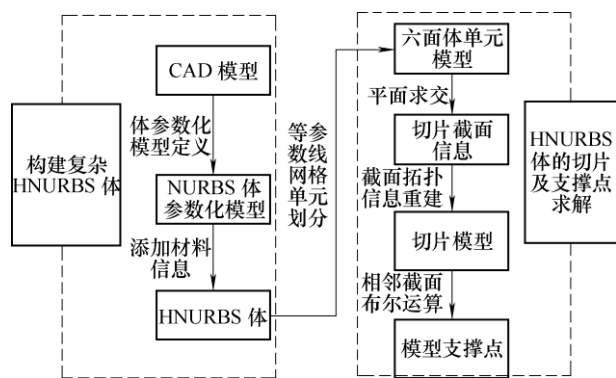 构建复杂
HNURBS 体
CAD 模型
体参数化
模型定义
NURBS 体
参数化模型
添加材料
信息
HNURBS 体
等参
数线
网格
单元
划分
六面体单元
模型
平面求交
切片截面
信息
截面拓扑
信息重建
切片模型
相邻截面
布尔运算
模型支撑点
HNURBS
体的切片
及支撑点
求解